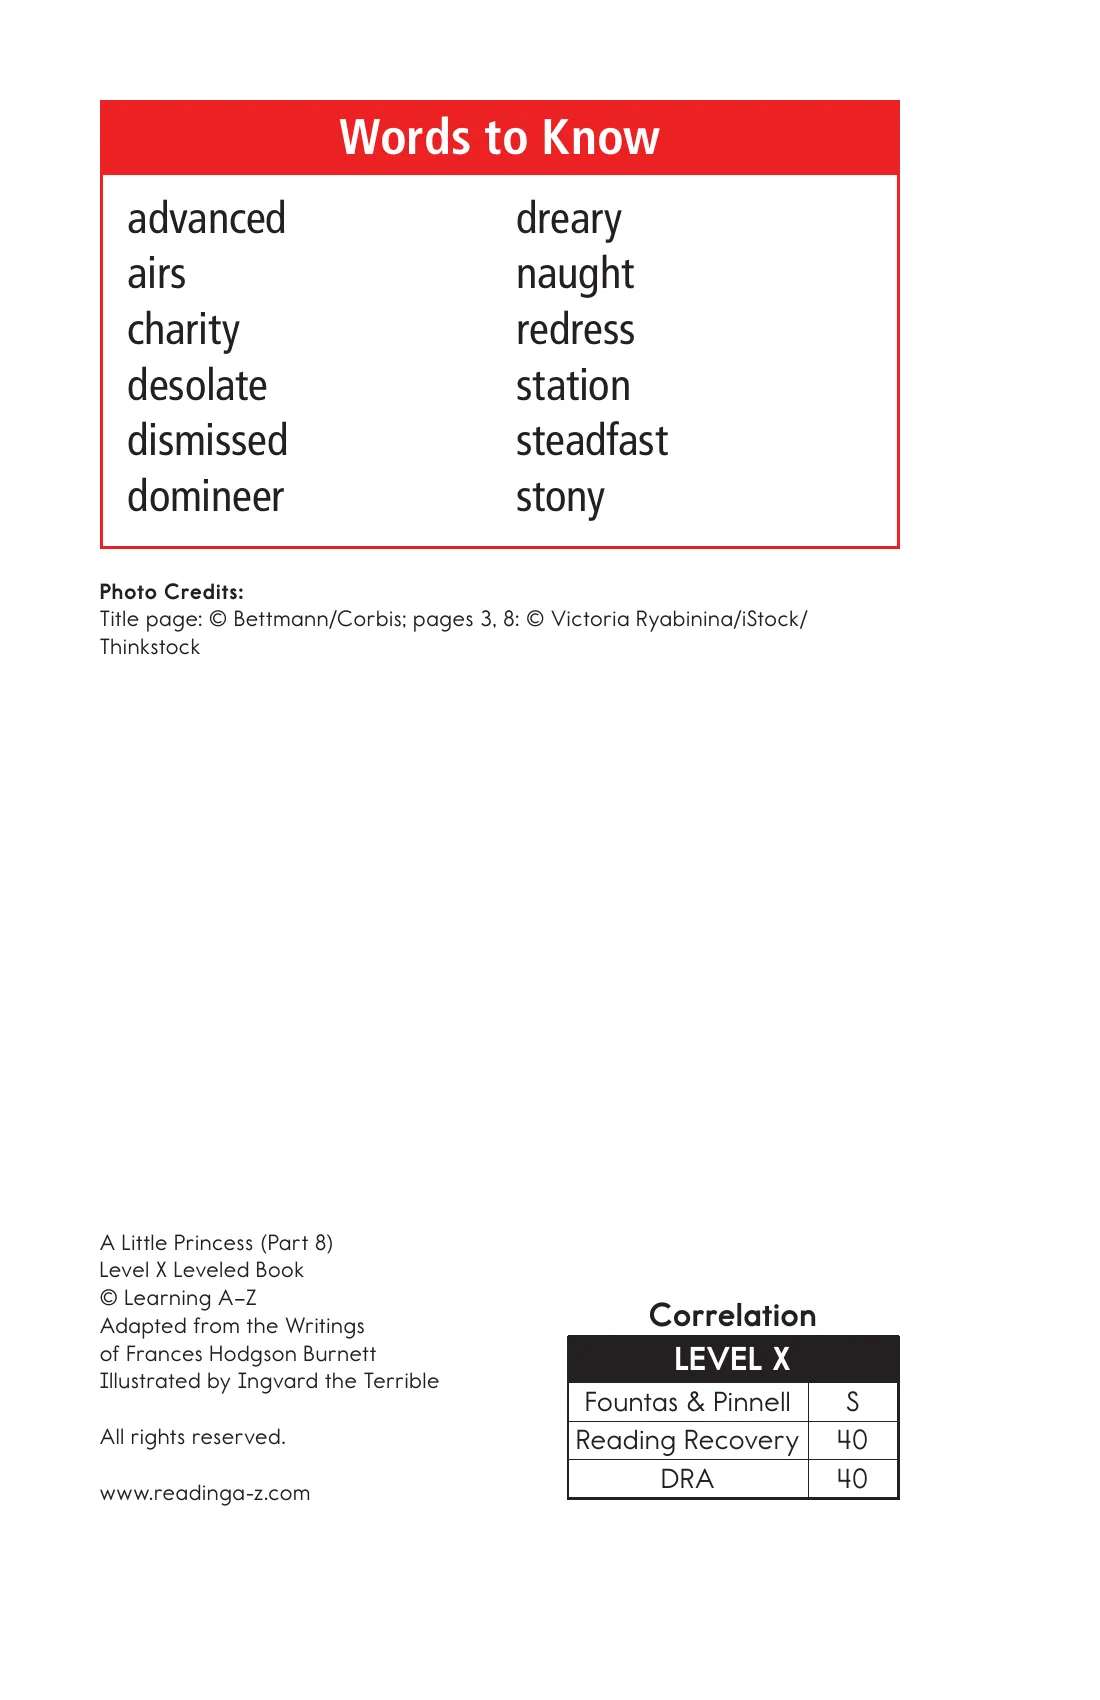 Words to Know
advanced
airs
charity
desolate
dismissed
domineer
dreary
naught
redress
station
steadfast
stony
Photo Credits:
Title page: © Bettmann/Corbis; pages 3, 8: © Victoria Ryabinina/iStock/
Thinkstock
A Little Princess (Part 8)
Level X Leveled Book
© Learning A–Z
Adapted from the Writings
of Frances Hodgson Burnett
Illustrated by Ingvard the Terrible
All rights reserved.
www.readinga-z.com
Correlation
LEVEL X
Fountas & Pinnell S
Reading Recovery 40
DRA 40